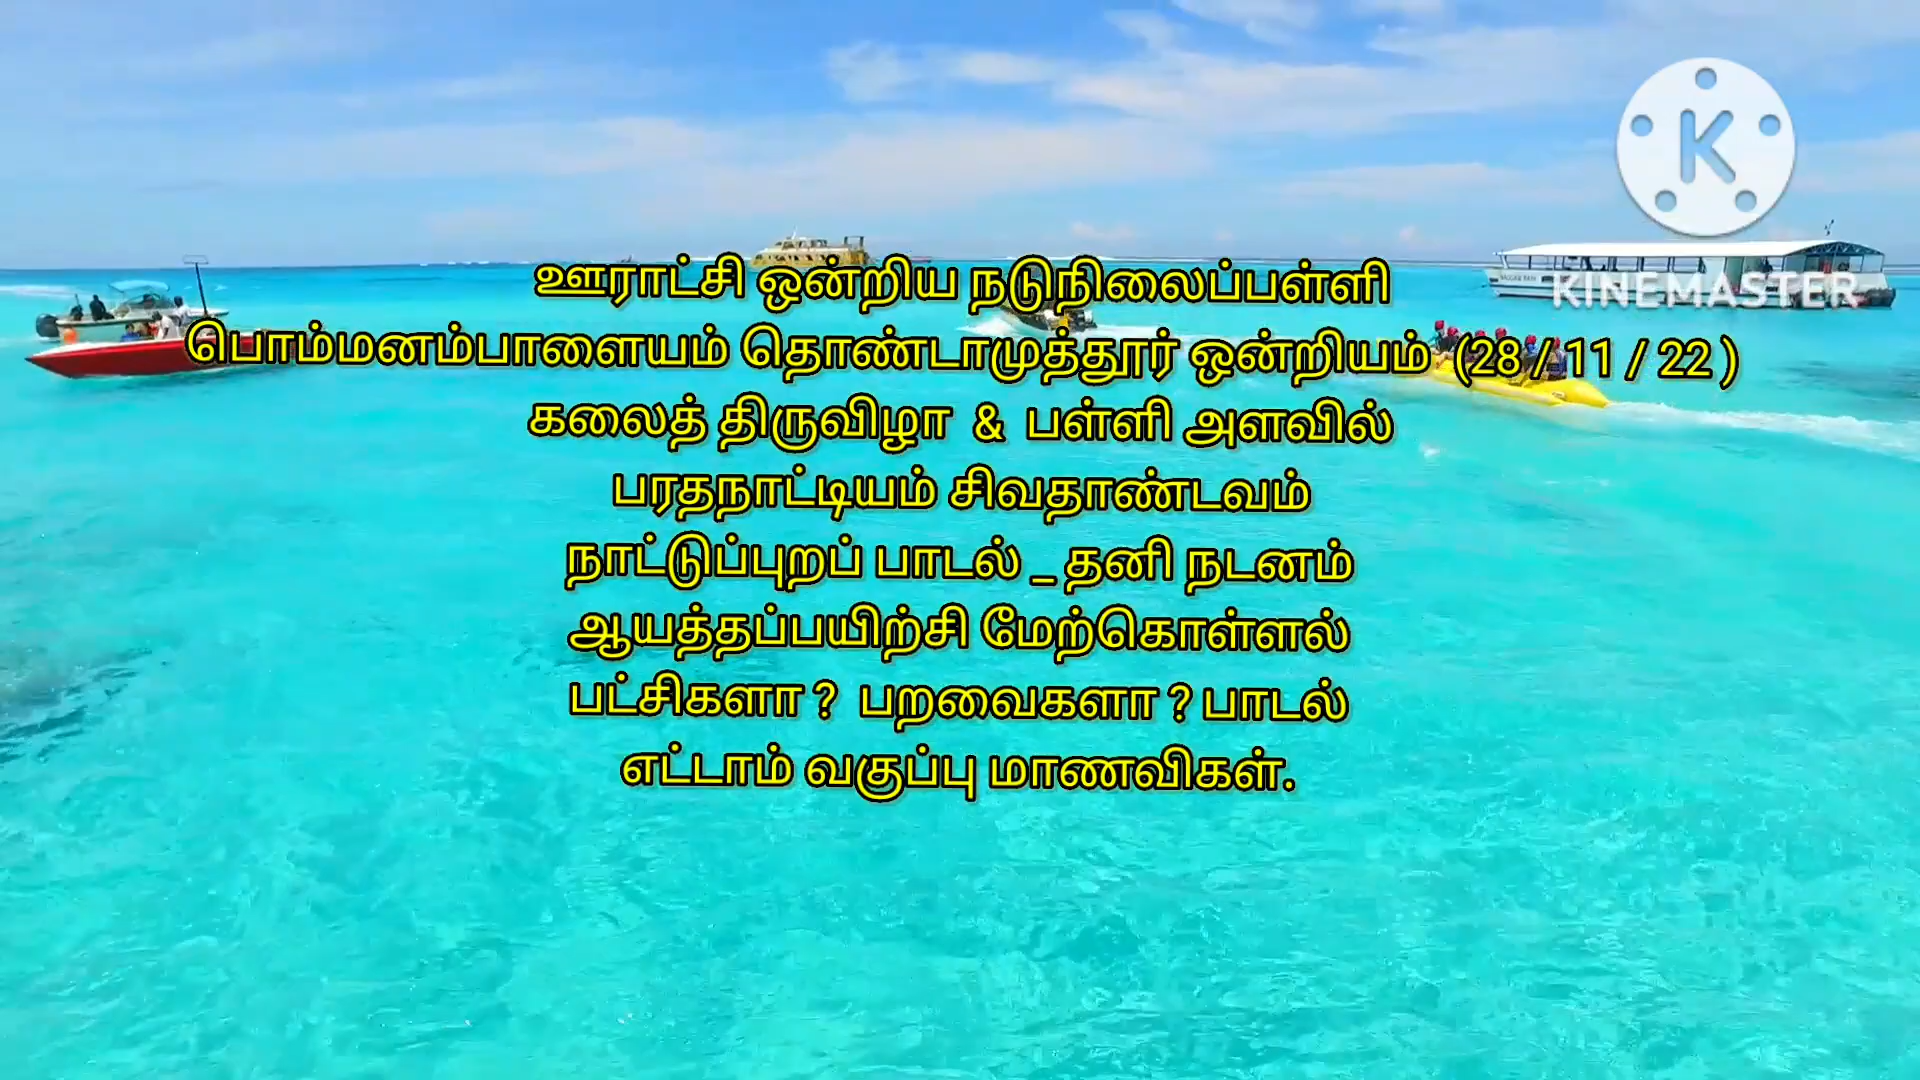 ஊராட்சி ஒன்றிய நடுநிலைப்பள்ளி
பொம்மனம்பாளையம் தொண்டாமுத்தூர் ஒன்றியம் (28 / 11 / 22 )
கலைத் திருவிழா & பள்ளி அளவில்
பரதநாட்டியம் சிவதாண்டவம்
நாட்டுப்புறப் பாடல் _ தனி நடனம்
ஆயத்தப்பயிற்சி மேற்கொள்ளல்
பட்சிகளா ? பறவைகளா ? பாடல்
எட்டாம் வகுப்பு மாணவிகள்.
K
KINEMASTER